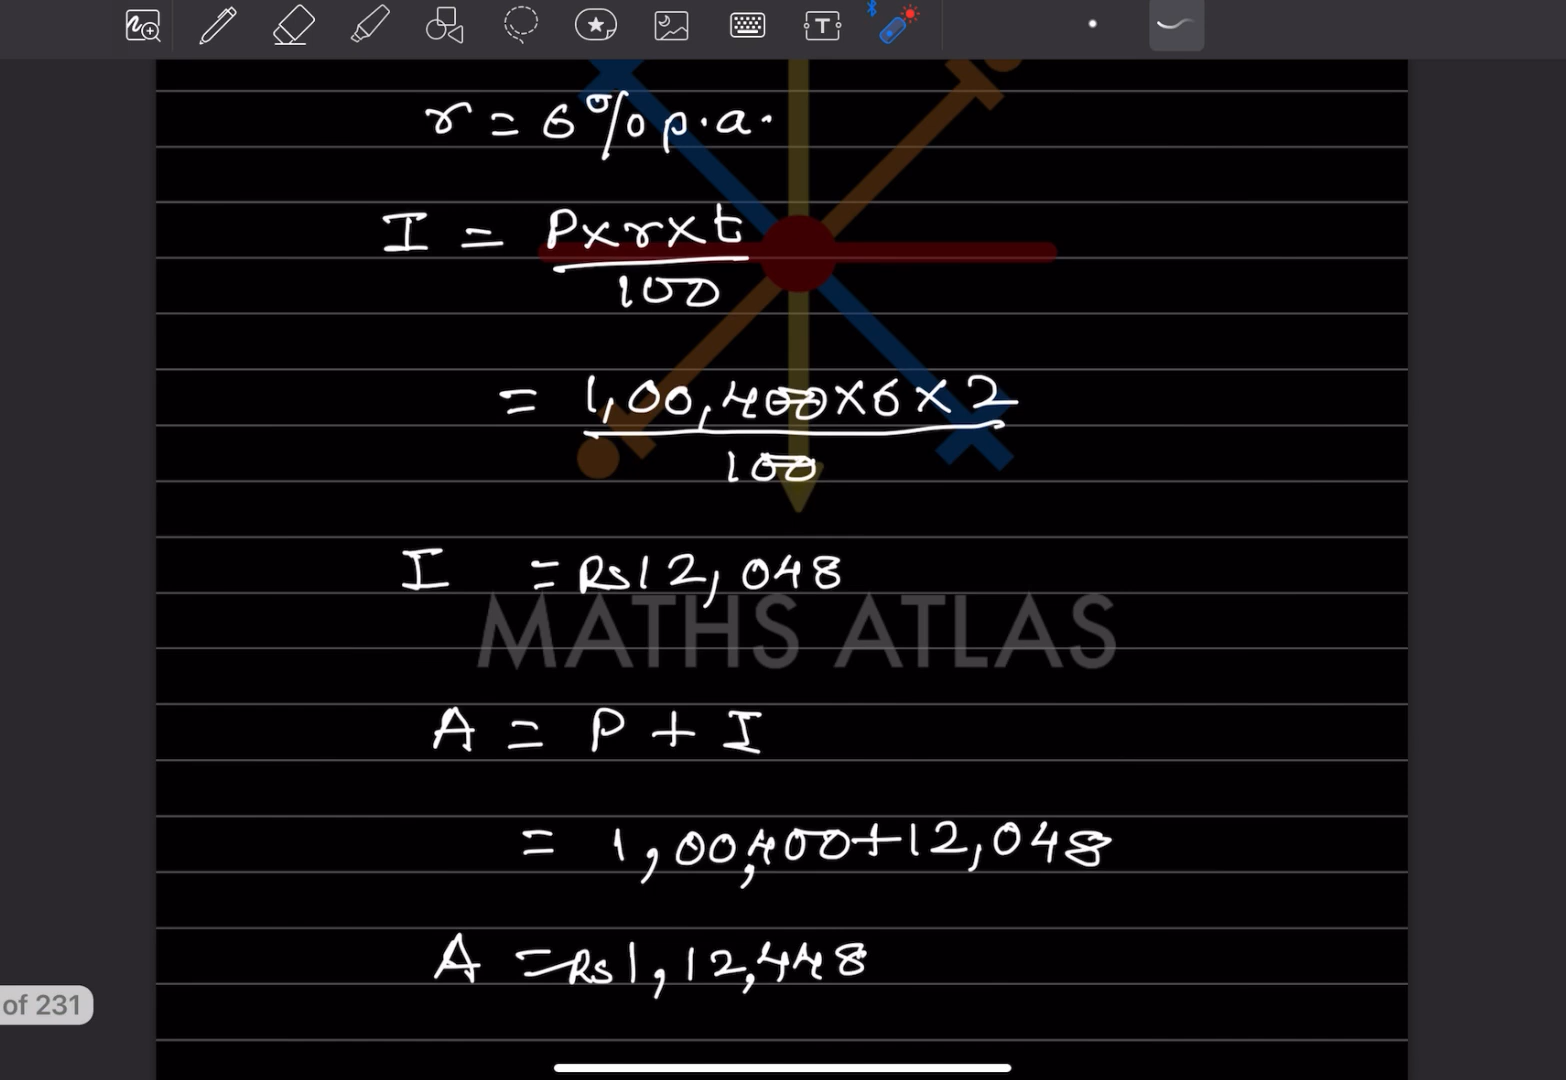 r = 6% p.a.
I = P×r×t
100
= 1,00,400×6×2
100
I = Rs12,048
MATHS ATLAS
A = P + I
= 1,00,400+12,048
A = Rs1,12,448
of 231